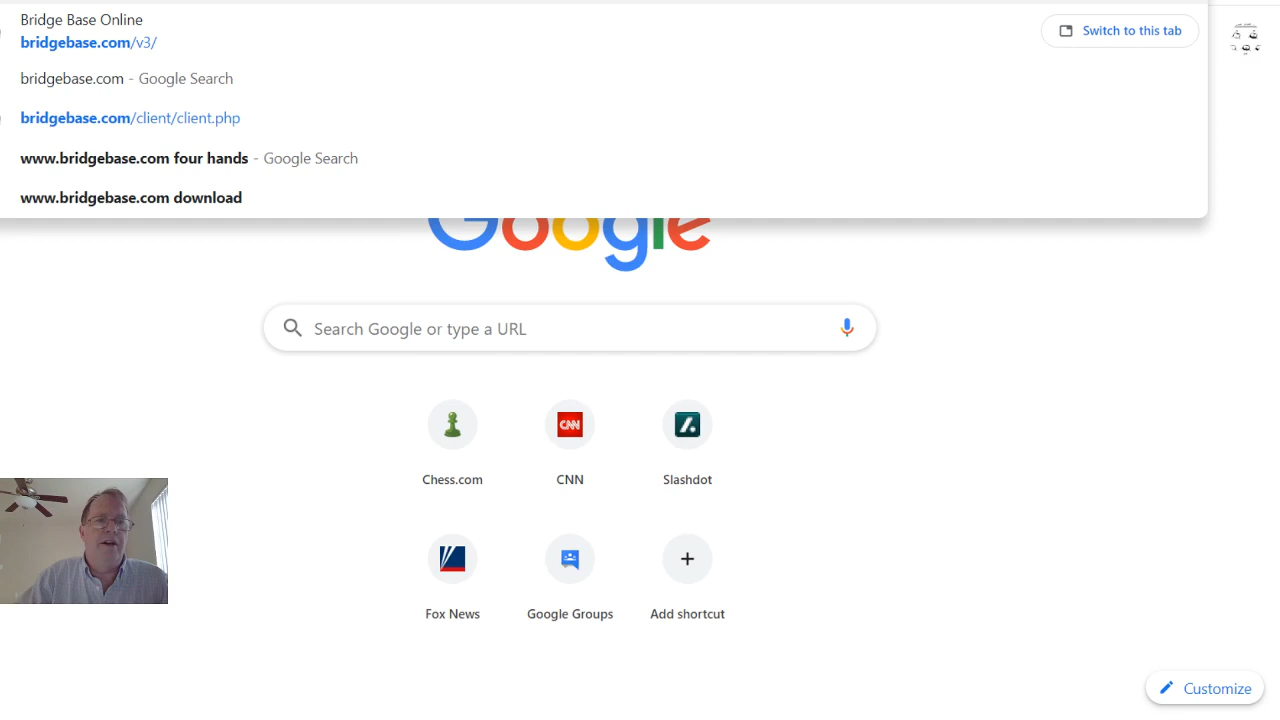 Bridge Base Online
bridgebase.com/v3/
Switch to this tab
bridgebase.com - Google Search
bridgebase.com/client/client.php
www.bridgebase.com four hands - Google Search
www.bridgebase.com download
Google
Search Google or type a URL
Chess.com
CNN
CNN
Slashdot
Fox News
Google Groups
Add shortcut
Customize